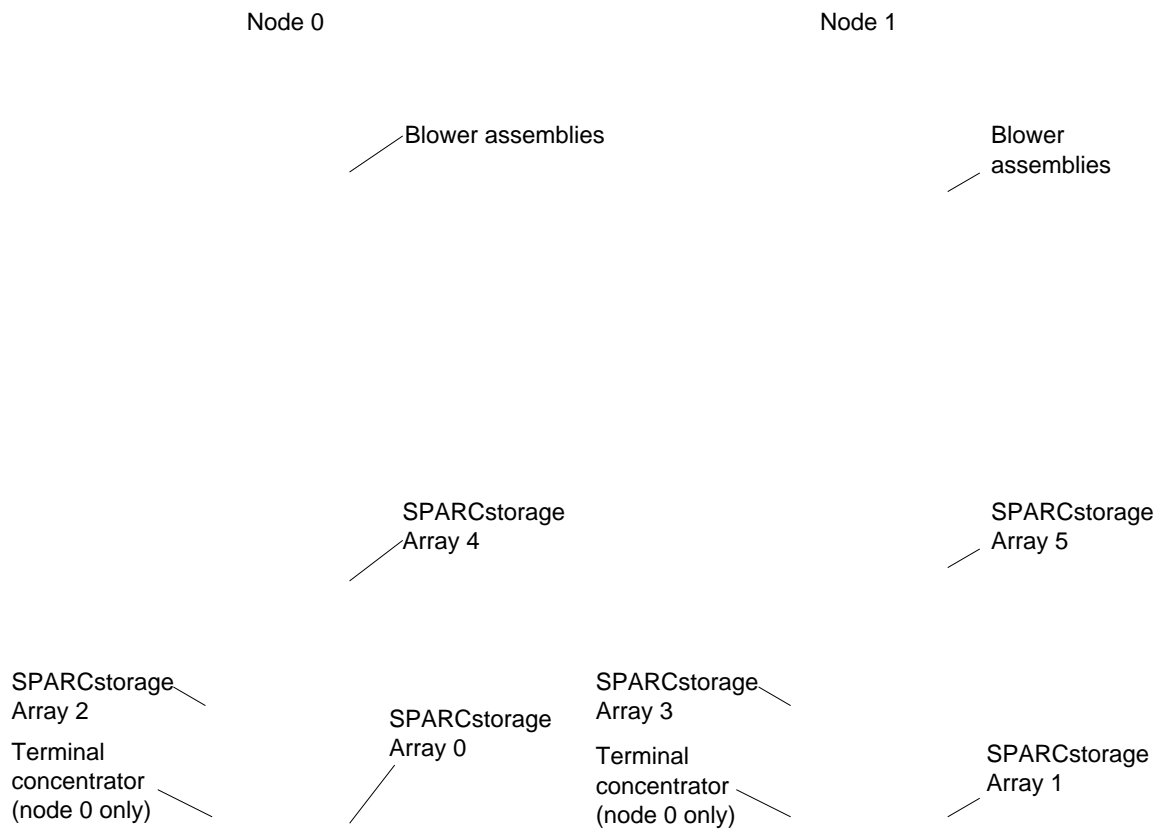 Node 0
Node 1
Blower assemblies
Blower
assemblies
SPARCstorage
Array 4
SPARCstorage
Array 5
SPARCstorage
Array 2
SPARCstorage
Array 0
Terminal
concentrator
(node 0 only)
SPARCstorage
Array 3
Terminal
concentrator
(node 0 only)
SPARCstorage
Array 1